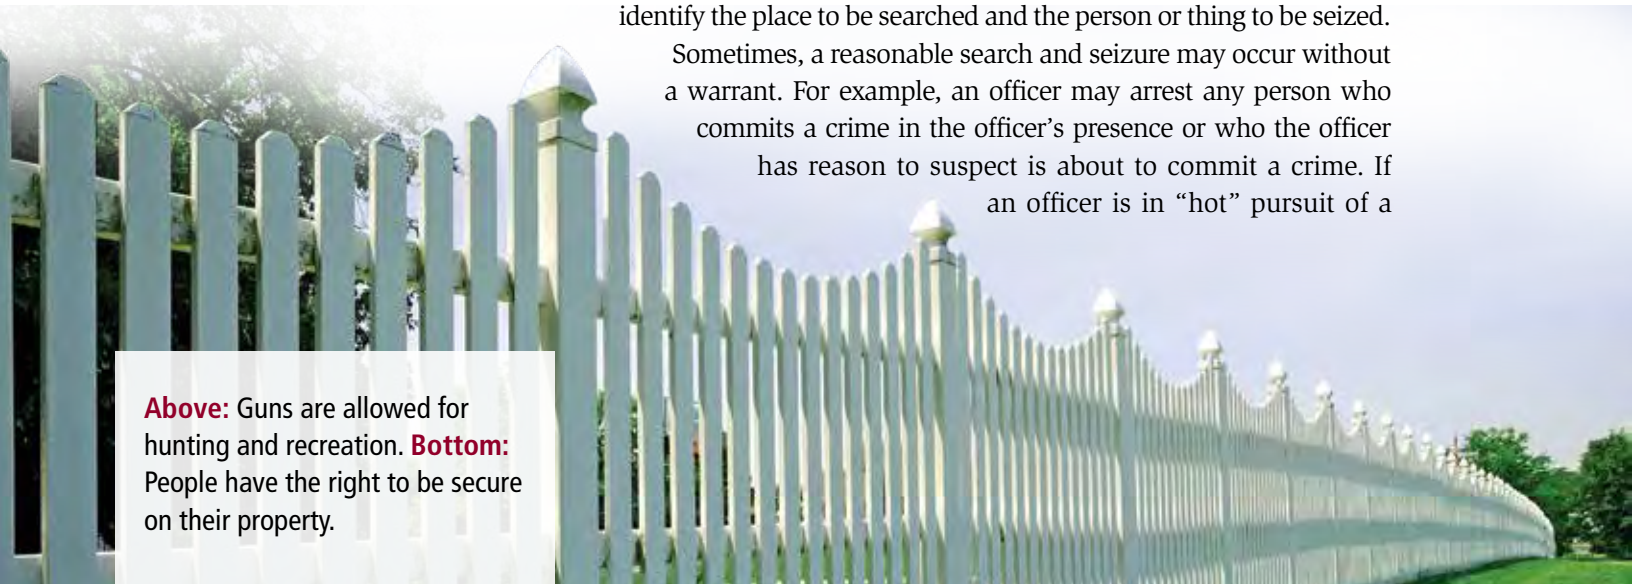 identify the place to be searched and the person or thing to be seized.
Sometimes, a reasonable search and seizure may occur without
a warrant. For example, an officer may arrest any person who
commits a crime in the officer’s presence or who the officer
has reason to suspect is about to commit a crime. If
an officer is in “hot” pursuit of a
Above: Guns are allowed for
hunting and recreation. Bottom:
People have the right to be secure
on their property.